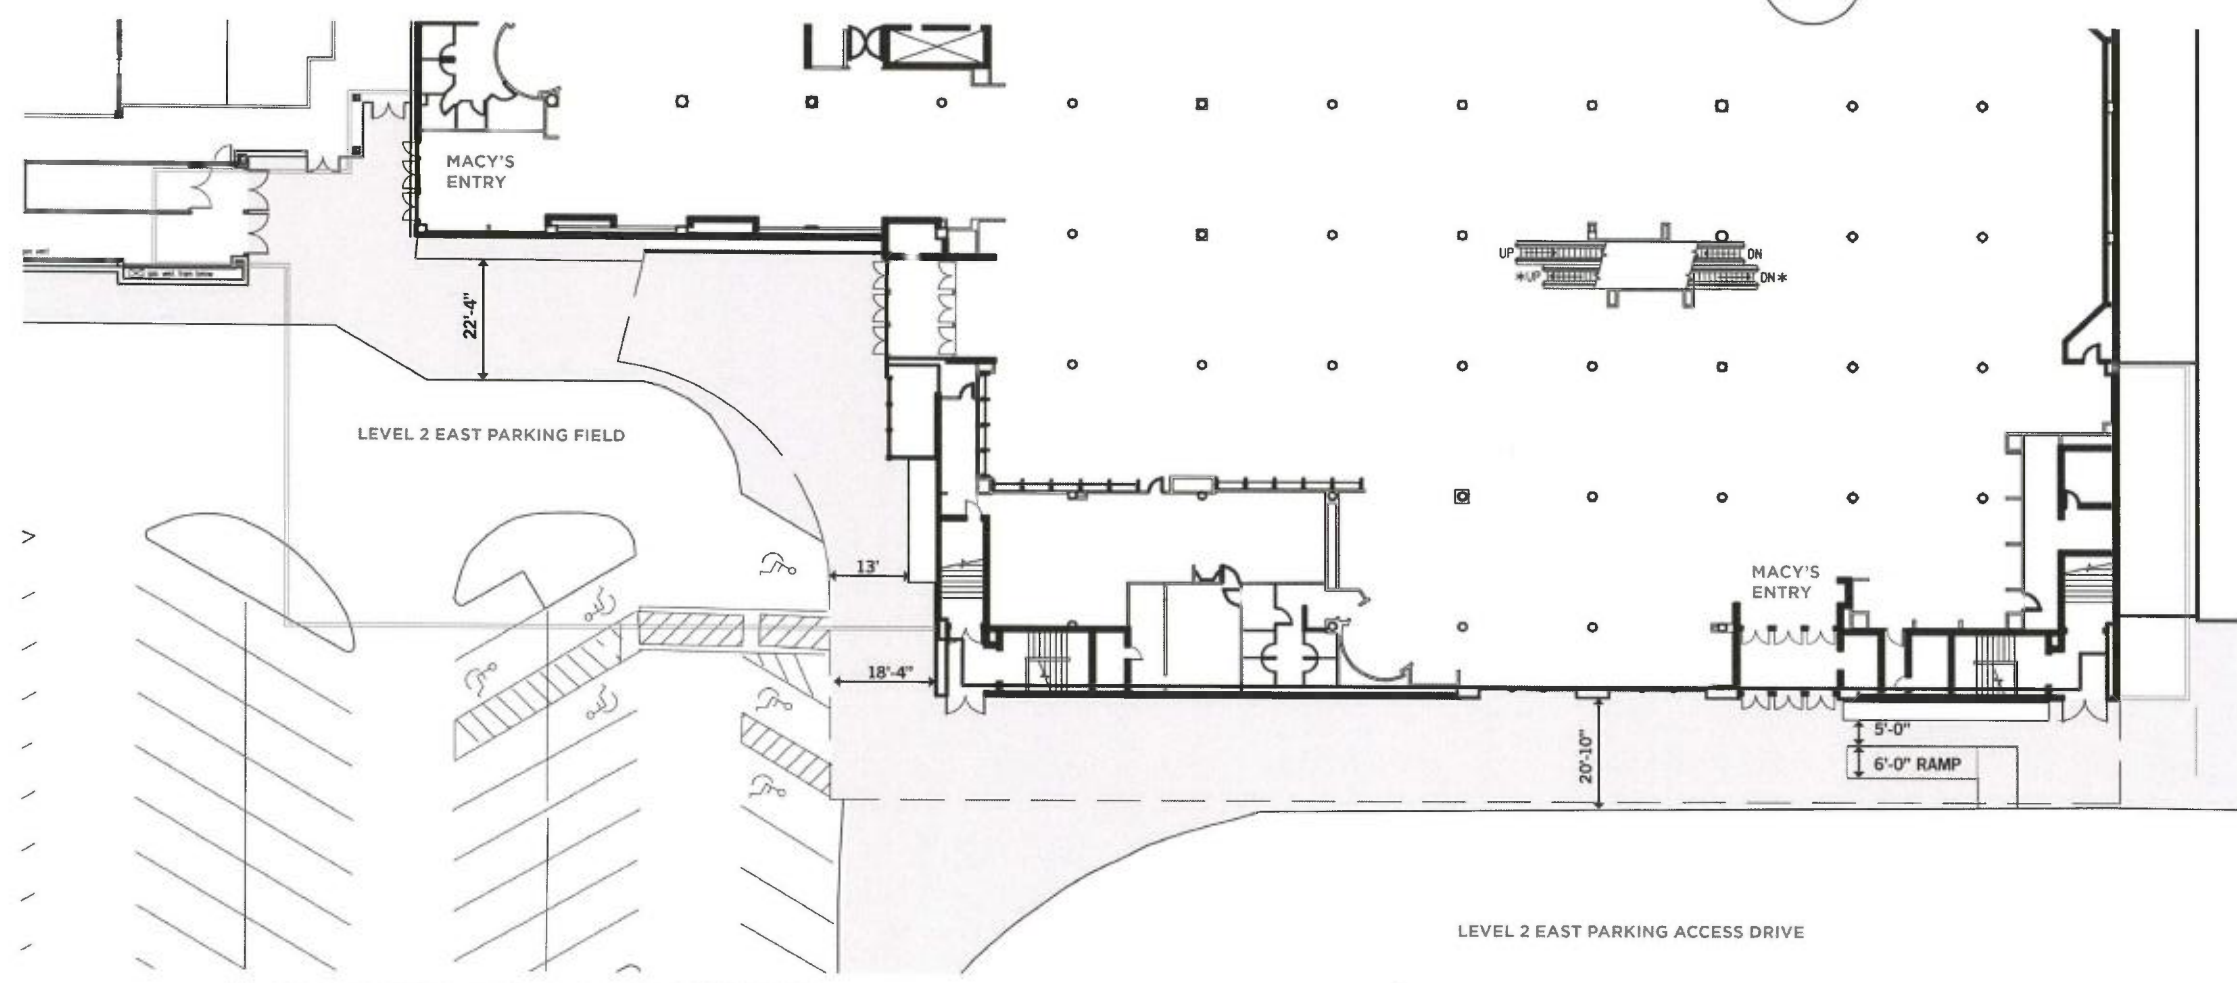 MACY'S
ENTRY
UP
DN
*UP
DN*
22'-4"
LEVEL 2 EAST PARKING FIELD
13'
MACY'S
ENTRY
18'-4"
20'-10"
5'-0"
6'-0" RAMP
LEVEL 2 EAST PARKING ACCESS DRIVE